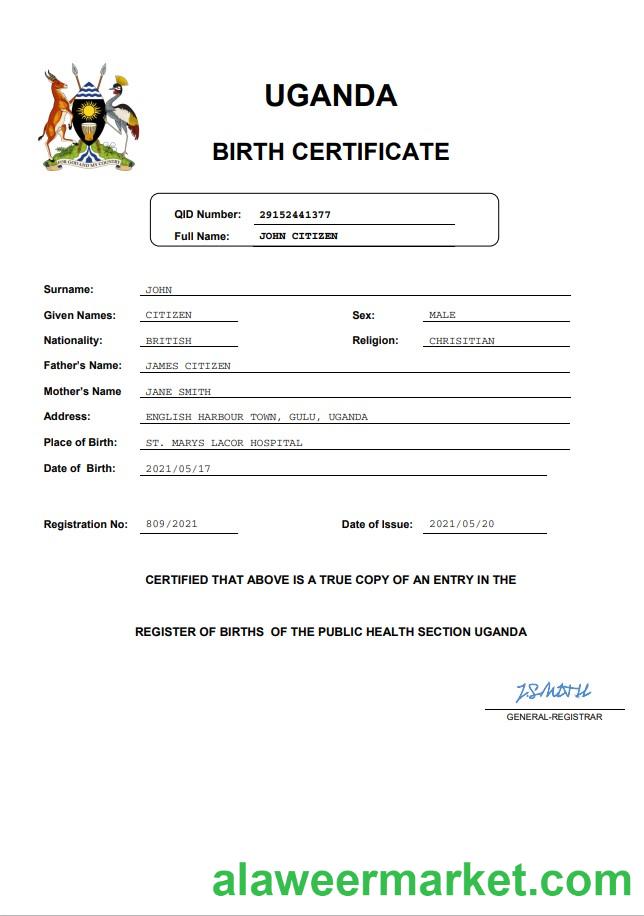 UGANDA
BIRTH CERTIFICATE
FOR GOD AND MY COUNTRY
QID Number: 29152441377
Full Name: JOHN CITIZEN
Surname: JOHN
Given Names: CITIZEN Sex: MALE
Nationality: BRITISH Religion: CHRISITIAN
Father's Name: JAMES CITIZEN
Mother's Name JANE SMITH
Address: ENGLISH HARBOUR TOWN, GULU, UGANDA
Place of Birth: ST. MARYS LACOR HOSPITAL
Date of Birth: 2021/05/17
Registration No: 809/2021 Date of Issue: 2021/05/20
CERTIFIED THAT ABOVE IS A TRUE COPY OF AN ENTRY IN THE
REGISTER OF BIRTHS OF THE PUBLIC HEALTH SECTION UGANDA
J.SMITH
GENERAL-REGISTRAR
alaweermarket.com